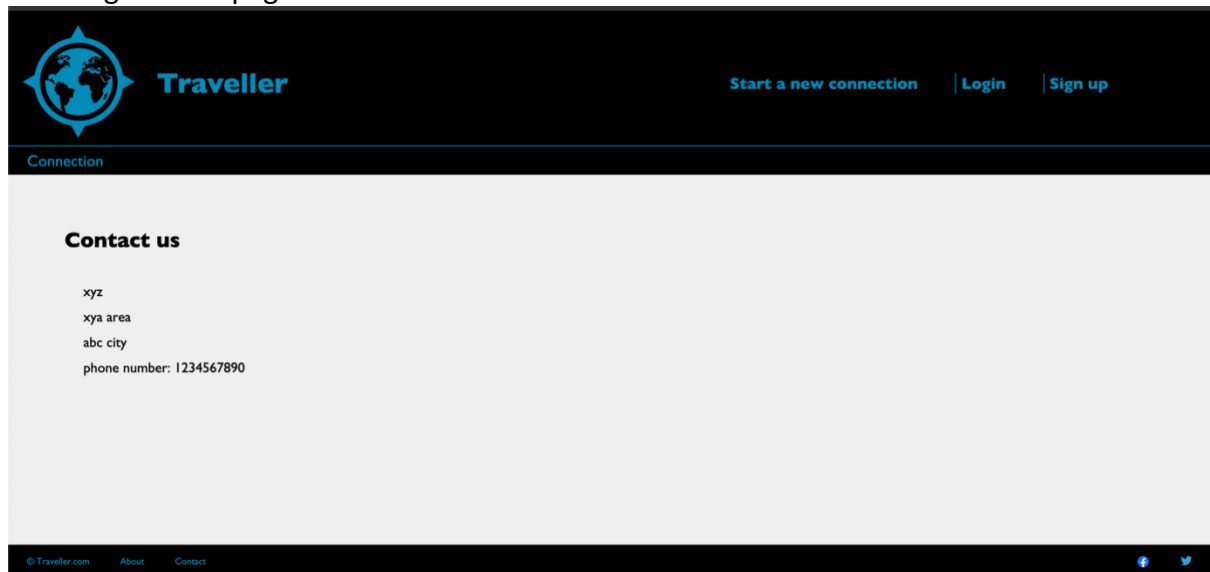 Traveller
Start a new connection Login Sign up
Connection
Contact us
xyz
xya area
abc city
phone number: 1234567890
© Traveller.com About Contact